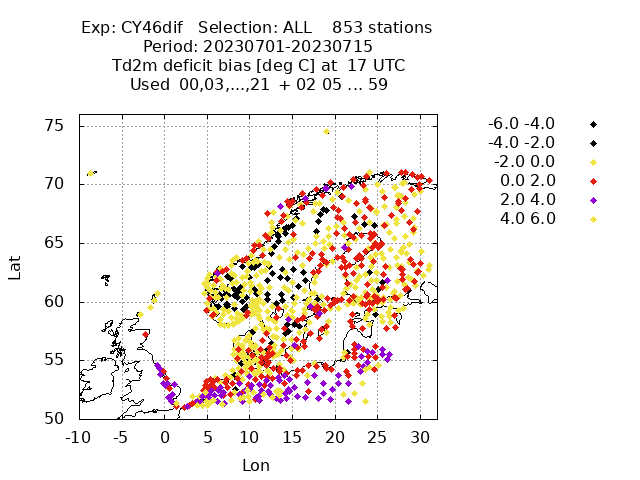 Exp: CY46dif Selection: ALL 853 stations
Period: 20230701-20230715
Td2m deficit bias [deg C] at 17 UTC
Used 00,03,...,21 + 02 05 ... 59
-6.0 -4.0
-4.0 -2.0
-2.0 0.0
0.0 2.0
2.0 4.0
4.0 6.0
75
70
65
60
55
50
Lat
-10 -5 0 5 10 15 20 25 30
Lon